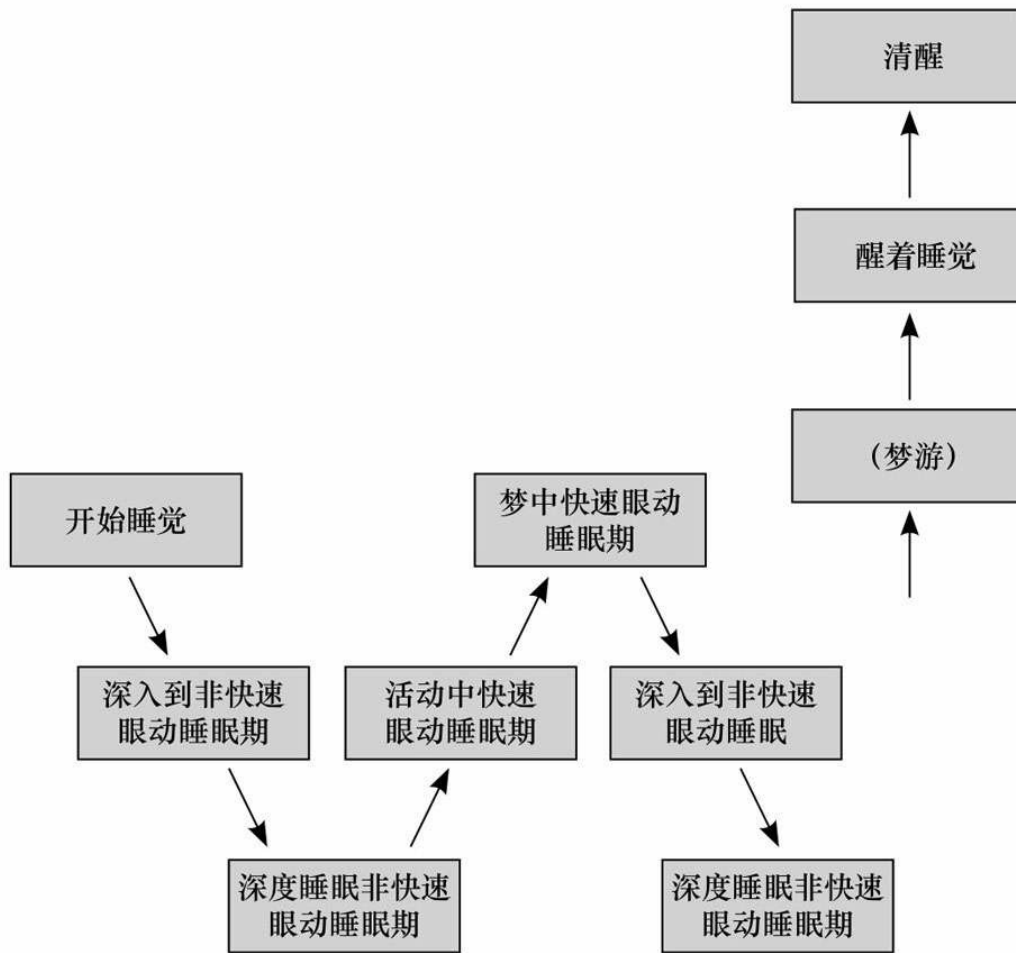 清醒
醒着睡觉
（梦游）
开始睡觉
梦中快速眼动
睡眠期
深入到非快速
眼动睡眠期
活动中快速
眼动睡眠期
深入到非快速
眼动睡眠
深度睡眠非快速
眼动睡眠期
深度睡眠非快速
眼动睡眠期